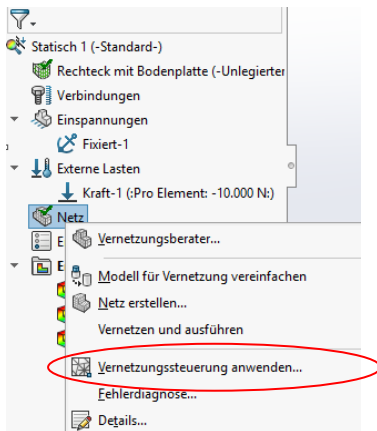 Statisch 1 (-Standard-)
Rechteck mit Bodenplatte (-Unlegierter
Verbindungen
Einspannungen
Fixiert-1
Externe Lasten
Kraft-1 (:Pro Element: -10.000 N:)
Netz
E
Vernetzungsberater...
E
Modell für Vernetzung vereinfachen
Netz erstellen...
Vernetzen und ausführen
Vernetzungssteuerung anwenden...
Fehlerdiagnose...
Details...